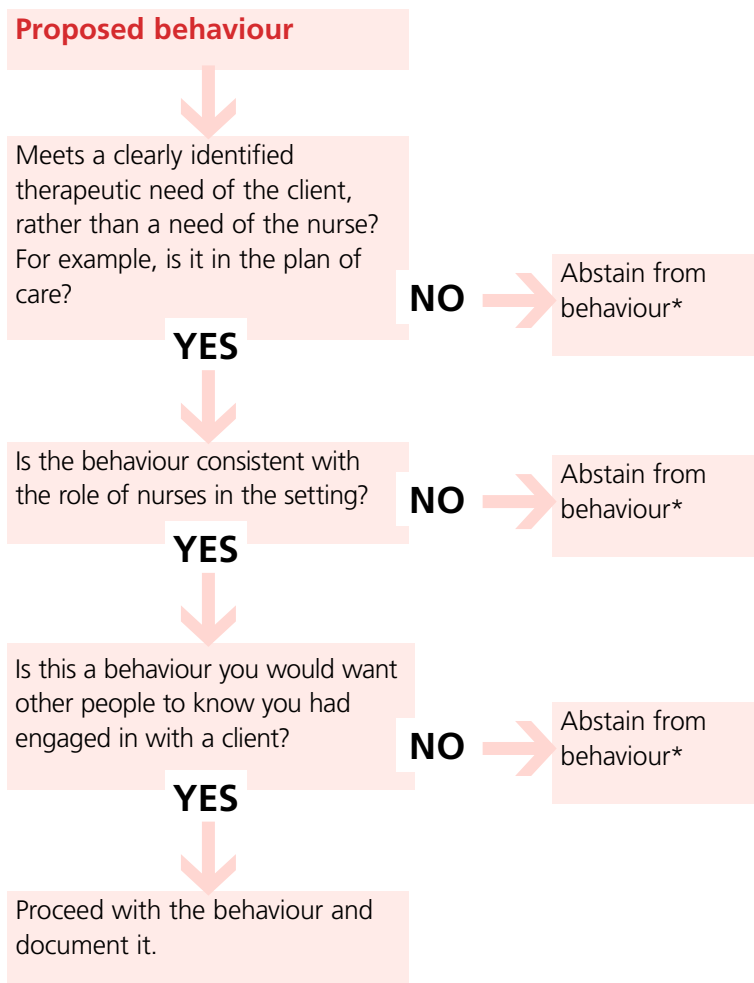 Proposed behaviour
Meets a clearly identified
therapeutic need of the client,
rather than a need of the nurse?
For example, is it in the plan of
care?
NO
Abstain from
behaviour*
YES
Is the behaviour consistent with
the role of nurses in the setting?
NO
Abstain from
behaviour*
YES
Is this a behaviour you would want
other people to know you had
engaged in with a client?
NO
Abstain from
behaviour*
YES
Proceed with the behaviour and
document it.